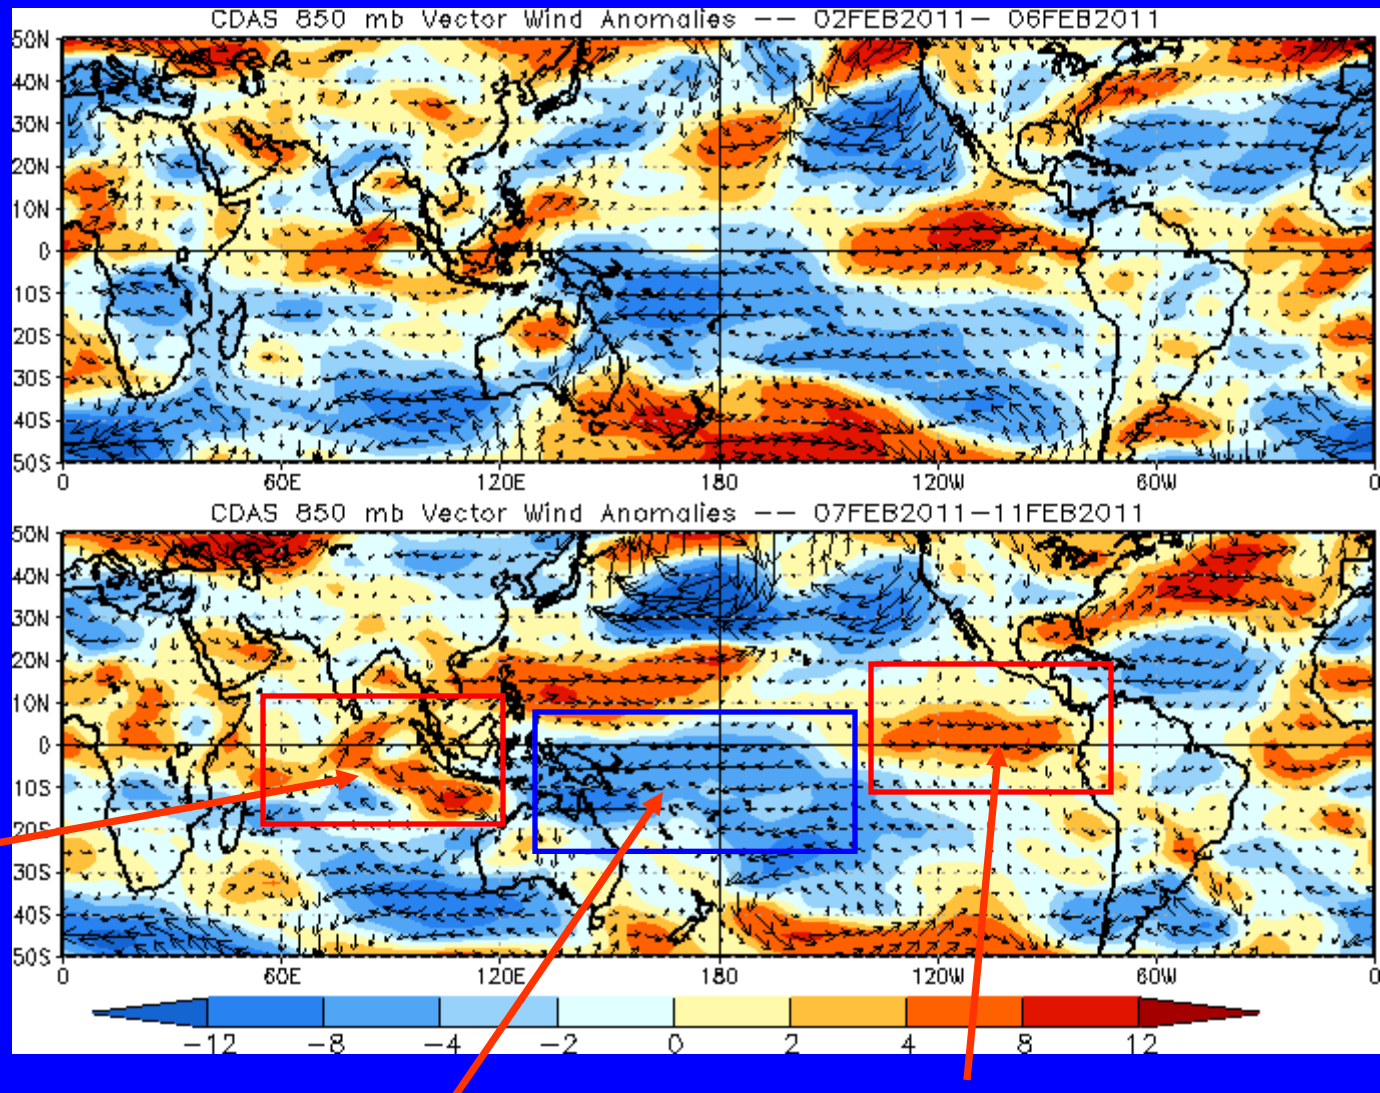 CDAS 850 mb Vector Wind Anomalies -- 02FEB2011- 06FEB2011
50N
40N
30N
20N
10N
0
10S
20S
30S
40S
50S
0 60E 120E 180 120W 60W 0
CDAS 850 mb Vector Wind Anomalies -- 07FEB2011-11FEB2011
50N
40N
30N
20N
10N
0
10S
20S
30S
40S
50S
0 60E 120E 180 120W 60W 0
-12 -8 -4 -2 0 2 4 8 12